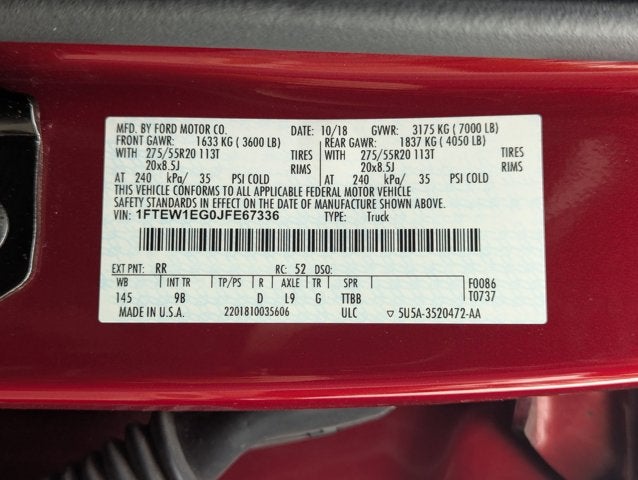 MFD. BY FORD MOTOR CO. DATE: 10/18 GVWR: 3175 KG ( 7000 LB)
FRONT GAWR: 1633 KG ( 3600 LB) REAR GAWR: 1837 KG ( 4050 LB)
WITH 275/55R20 113T TIRES WITH 275/55R20 113T TIRES
20x8.5J RIMS 20x8.5J RIMS
AT 240 kPa/ 35 PSI COLD AT 240 kPa/ 35 PSI COLD
THIS VEHICLE CONFORMS TO ALL APPLICABLE FEDERAL MOTOR VEHICLE
SAFETY STANDARDS IN EFFECT ON THE DATE OF MANUFACTURE SHOWN ABOVE.
VIN: 1FTEW1EG0JFE67336 TYPE: Truck
EXT PNT: RR RC: 52 DSO:
WB INT TR TP/PS R AXLE TR SPR F0086
145 9B D L9 G TTBB T0737
MADE IN U.S.A. 2201810035606 ULC ▽ 5U5A-3520472-AA